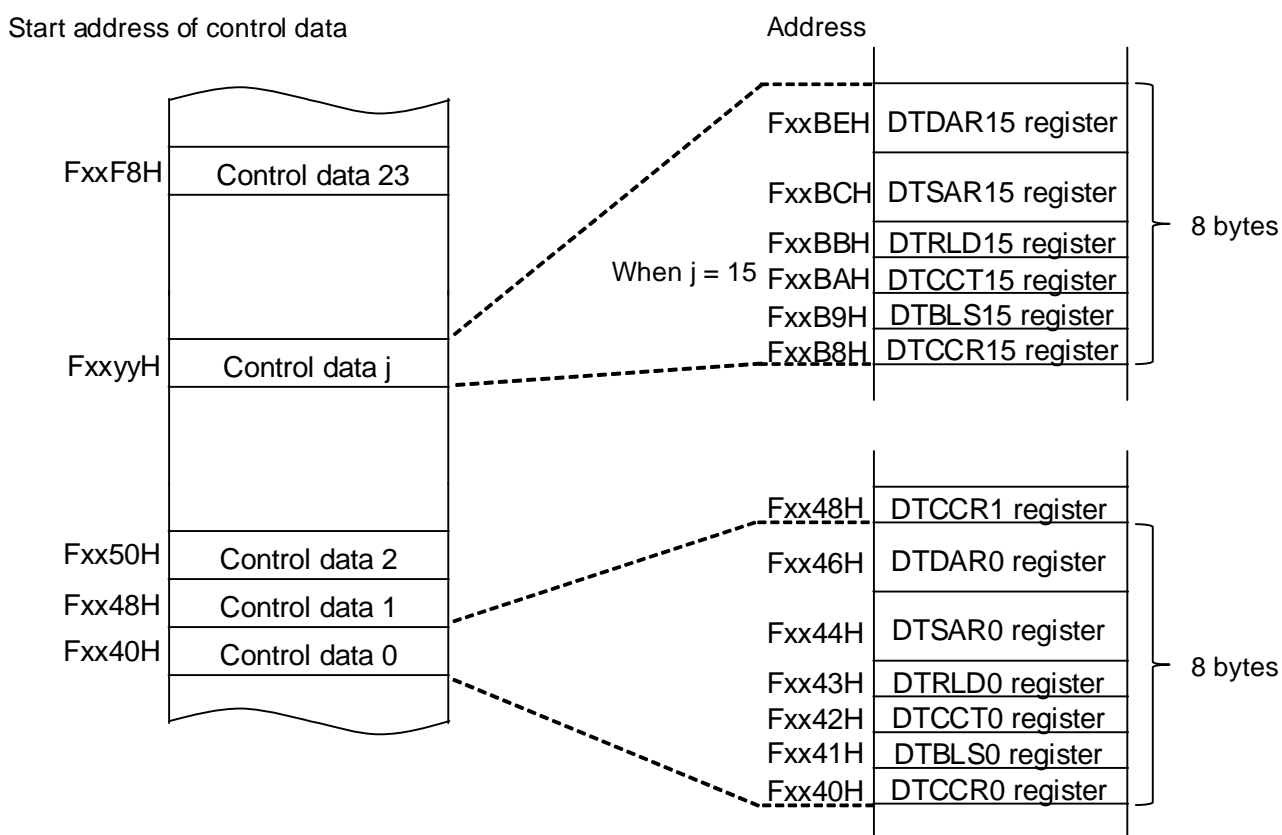 Start address of control data
FxxF8H Control data 23
FxxyyH Control data j
Fxx50H Control data 2
Fxx48H Control data 1
Fxx40H Control data 0
Address
FxxBEH DTDAR15 register
FxxBCH DTSAR15 register
FxxBBH DTRLD15 register
When j = 15
FxxBAH DTCCT15 register
FxxB9H DTBLS15 register
FxxB8H DTCCR15 register
8 bytes
Fxx48H DTCCR1 register
Fxx46H DTDAR0 register
Fxx44H DTSAR0 register
Fxx43H DTRLD0 register
Fxx42H DTCCT0 register
Fxx41H DTBLS0 register
Fxx40H DTCCR0 register
8 bytes